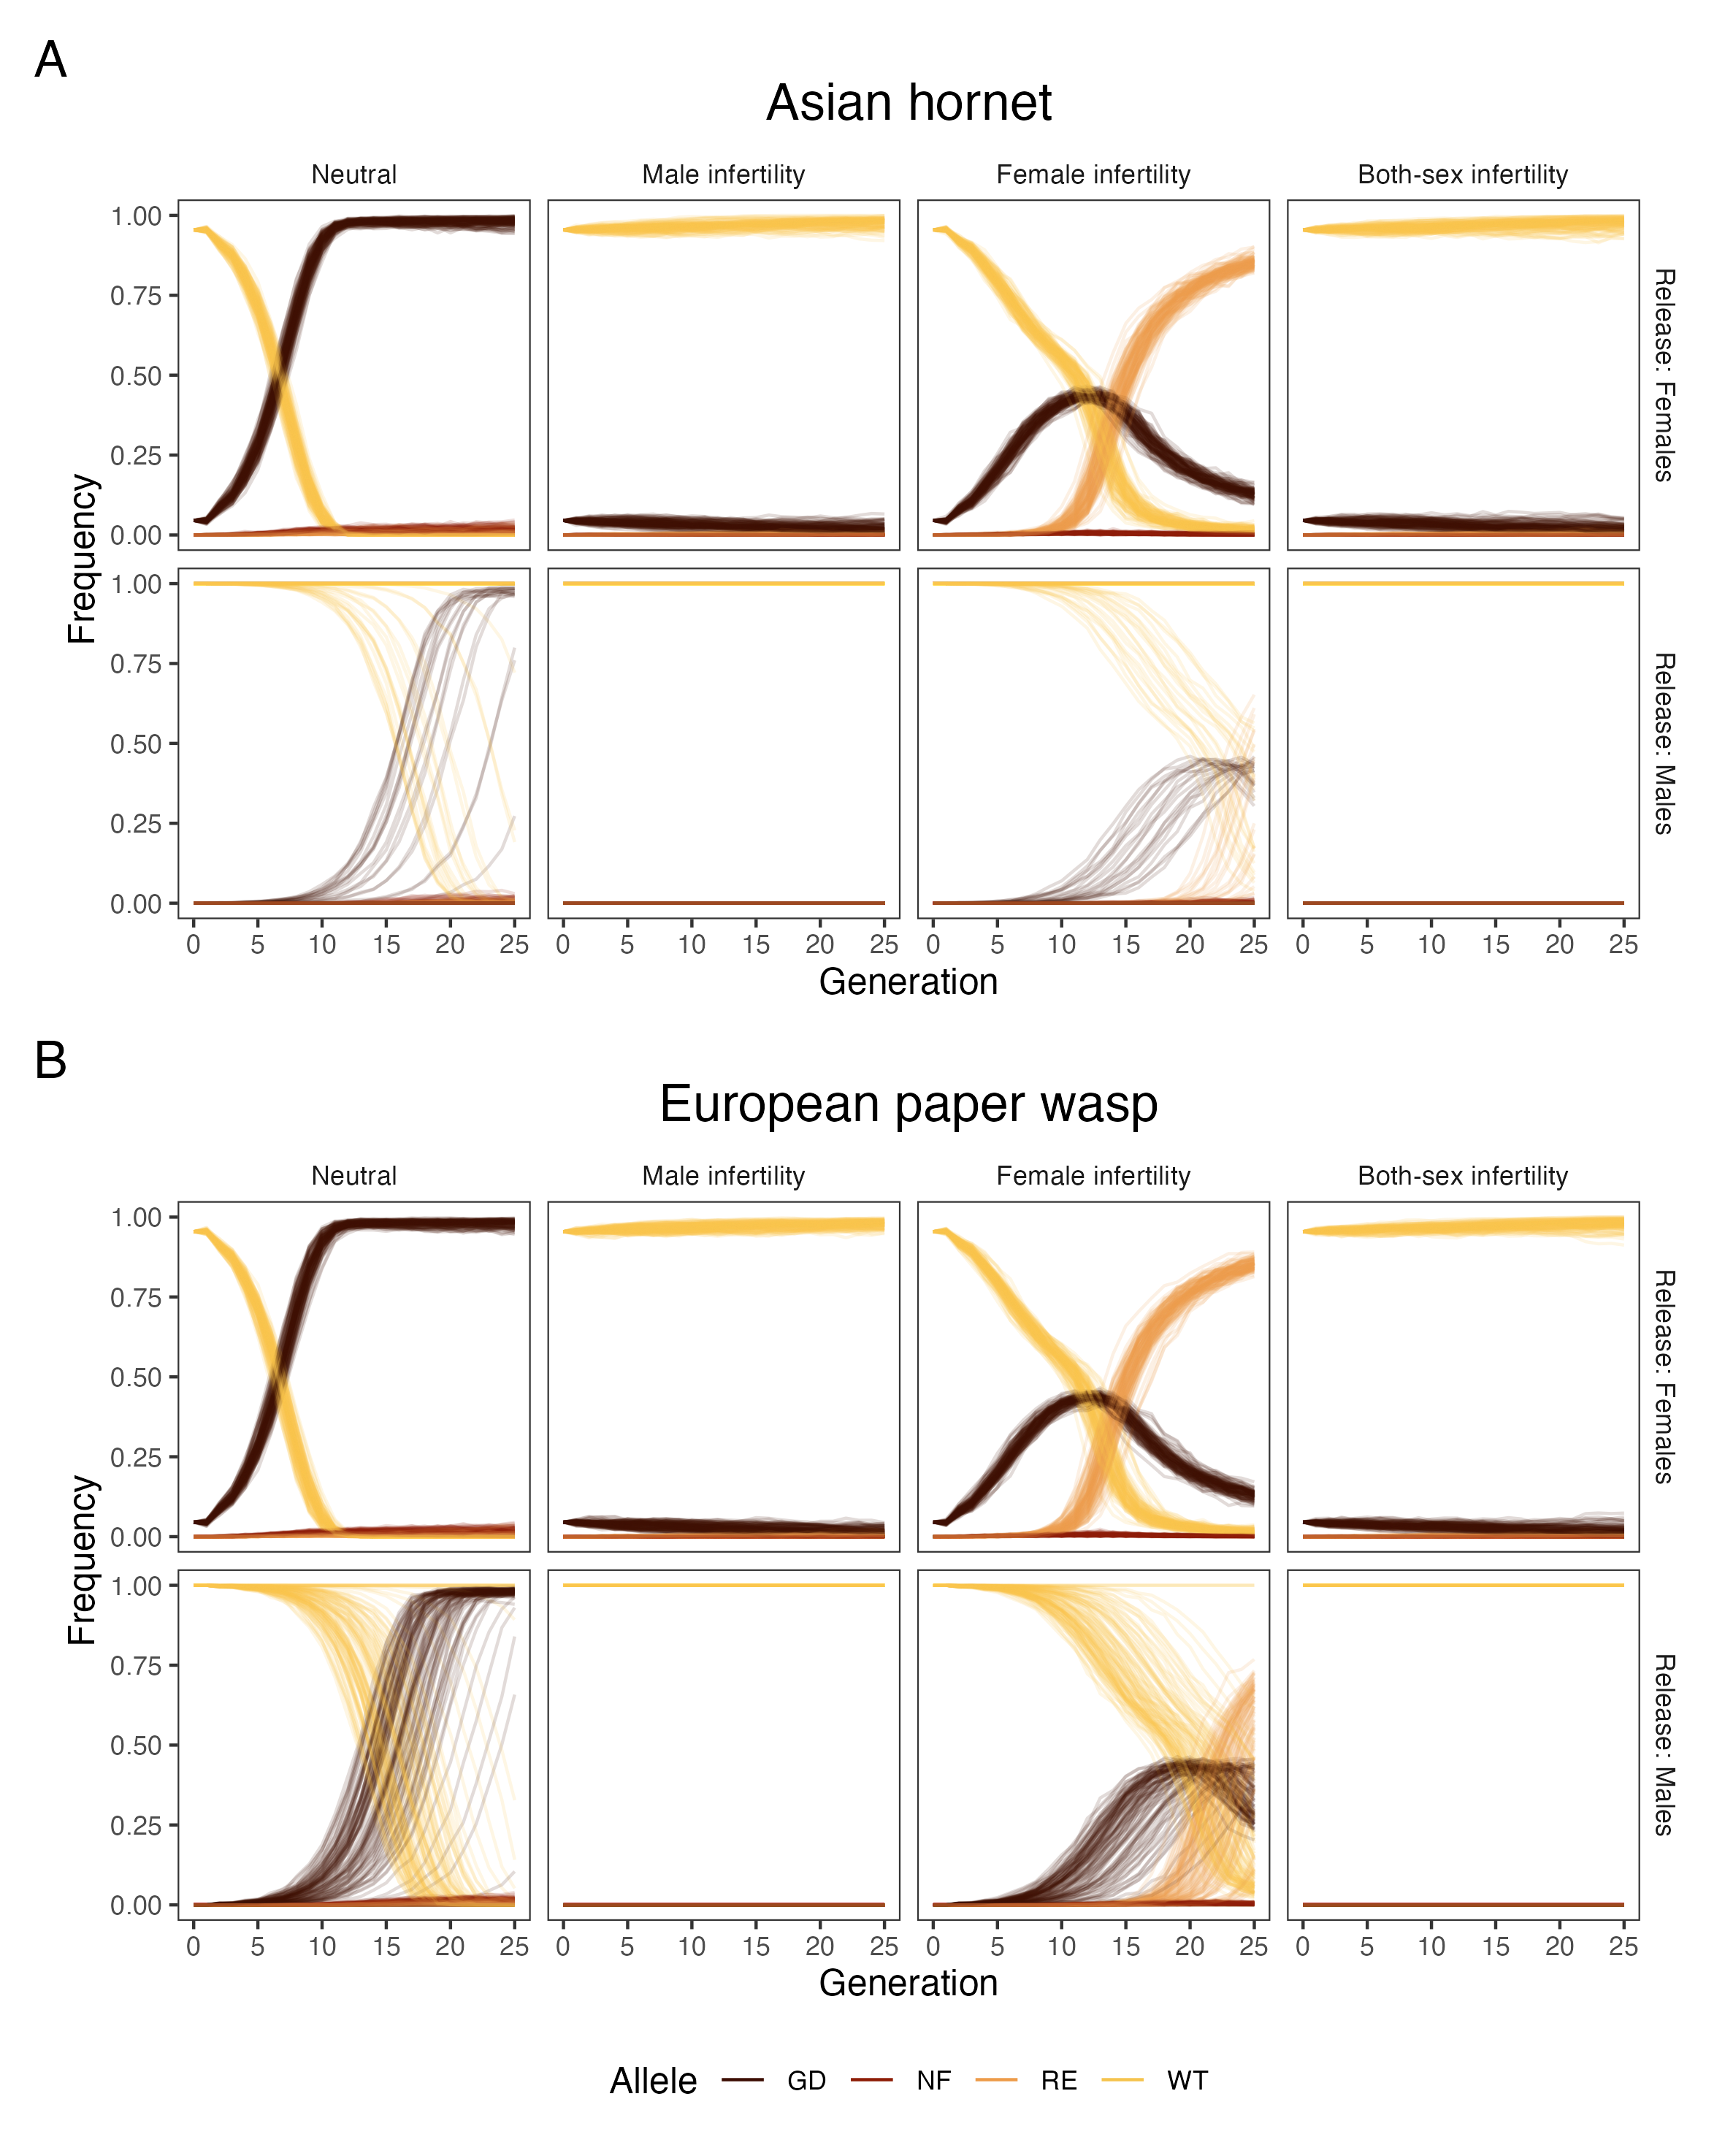 A
Asian hornet
Neutral Male infertility Female infertility Both-sex infertility
1.00
0.75
0.50
0.25
0.00
Release: Females
Frequency
1.00
0.75
0.50
0.25
0.00
Release: Males
0 5 10 15 20 25 0 5 10 15 20 25 0 5 10 15 20 25 0 5 10 15 20 25
Generation
B
European paper wasp
Neutral Male infertility Female infertility Both-sex infertility
1.00
0.75
0.50
0.25
0.00
Release: Females
Frequency
1.00
0.75
0.50
0.25
0.00
Release: Males
0 5 10 15 20 25 0 5 10 15 20 25 0 5 10 15 20 25 0 5 10 15 20 25
Generation
Allele GD NF RE WT